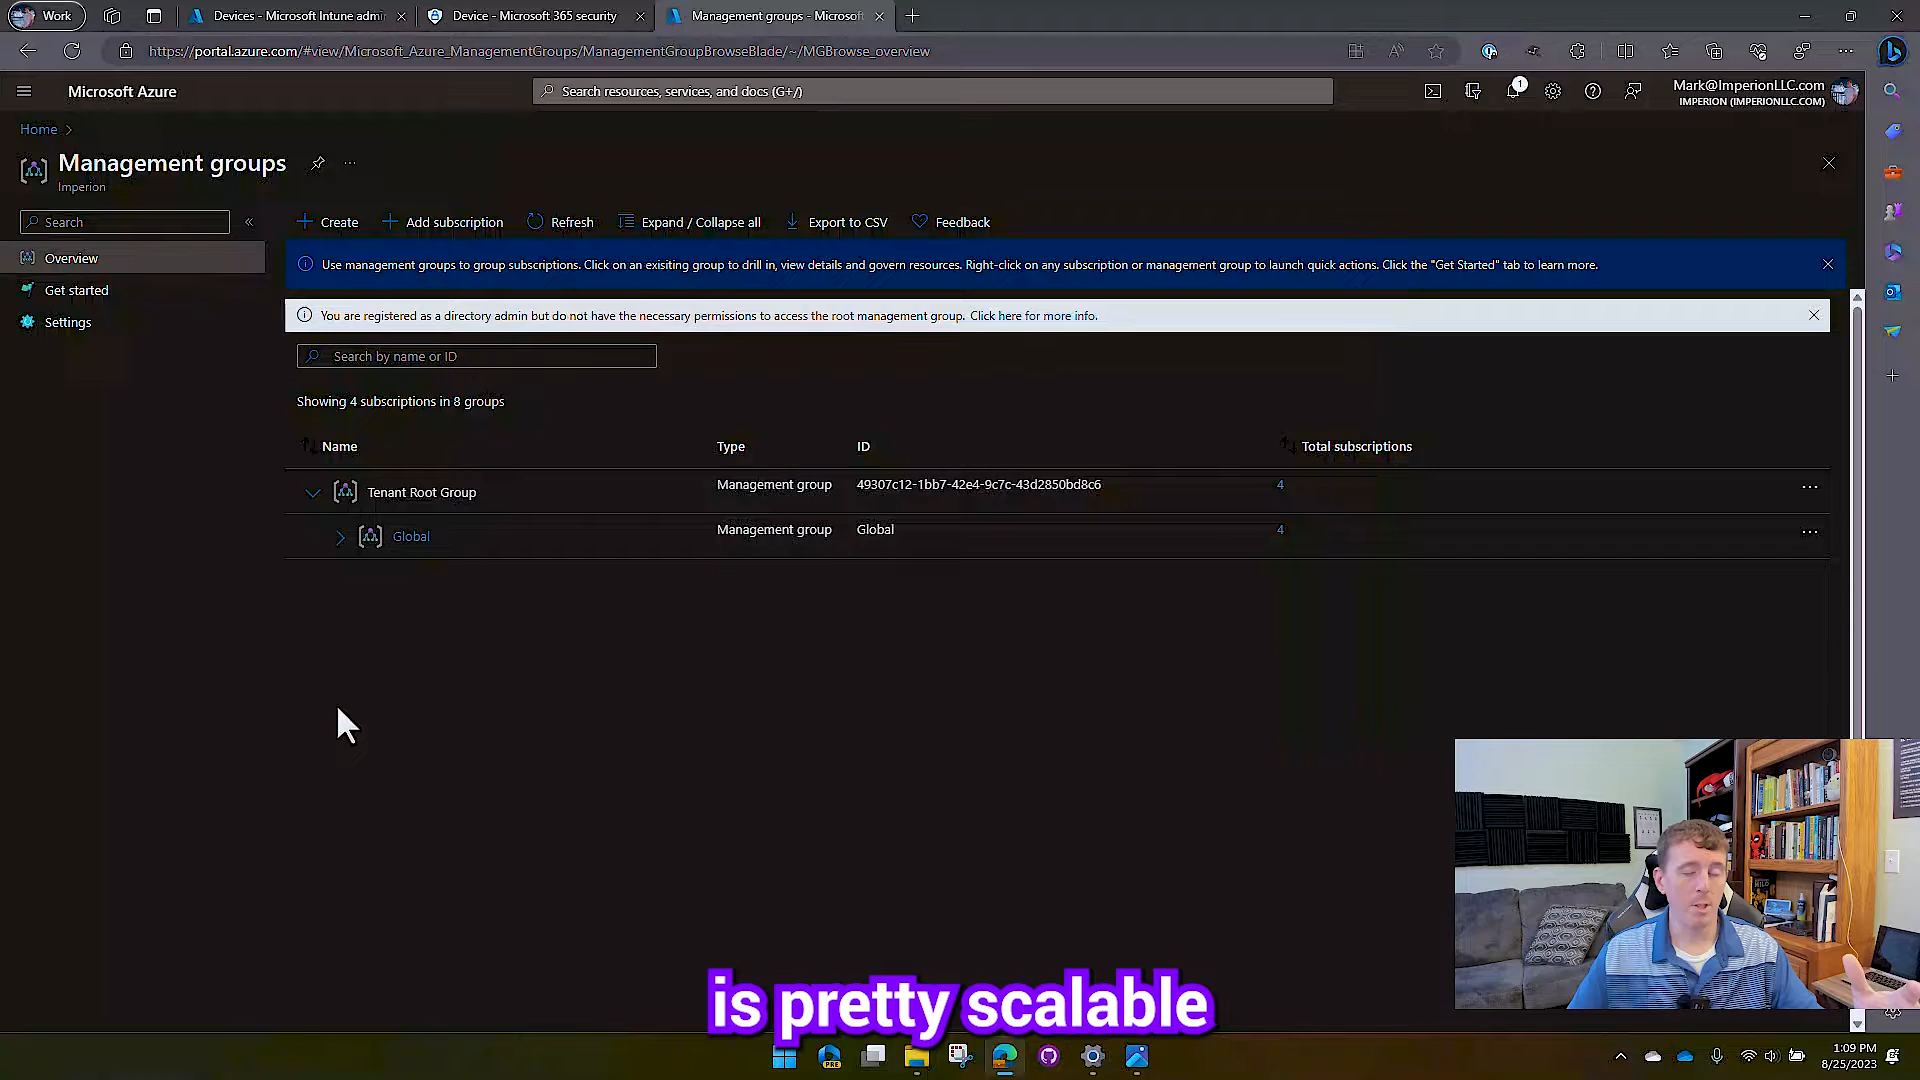 Work
Devices - Microsoft Intune admi
Device - Microsoft 365 security
Management groups - Microsoft
https://portal.azure.com/#view/Microsoft_Azure_ManagementGroups/ManagementGroupBrowseBlade/~/MGBrowse_overview
Microsoft Azure
Search resources, services, and docs (G+/)
1
Mark@ImperionLLC.com
IMPERION (IMPERIONLLC.COM)
Home
Management groups
Imperion
Search
Overview
Get started
Settings
Create
Add subscription
Refresh
Expand / Collapse all
Export to CSV
Feedback
Use management groups to group subscriptions. Click on an exisiting group to drill in, view details and govern resources. Right-click on any subscription or management group to launch quick actions. Click the "Get Started" tab to learn more.
You are registered as a directory admin but do not have the necessary permissions to access the root management group. Click here for more info.
Search by name or ID
Showing 4 subscriptions in 8 groups
Name Type ID Total subscriptions
Tenant Root Group Management group 49307c12-1bb7-42e4-9c7c-43d2850bd8c6 4
Global Management group Global 4
is pretty scalable
PRE
1:09 PM
8/25/2023